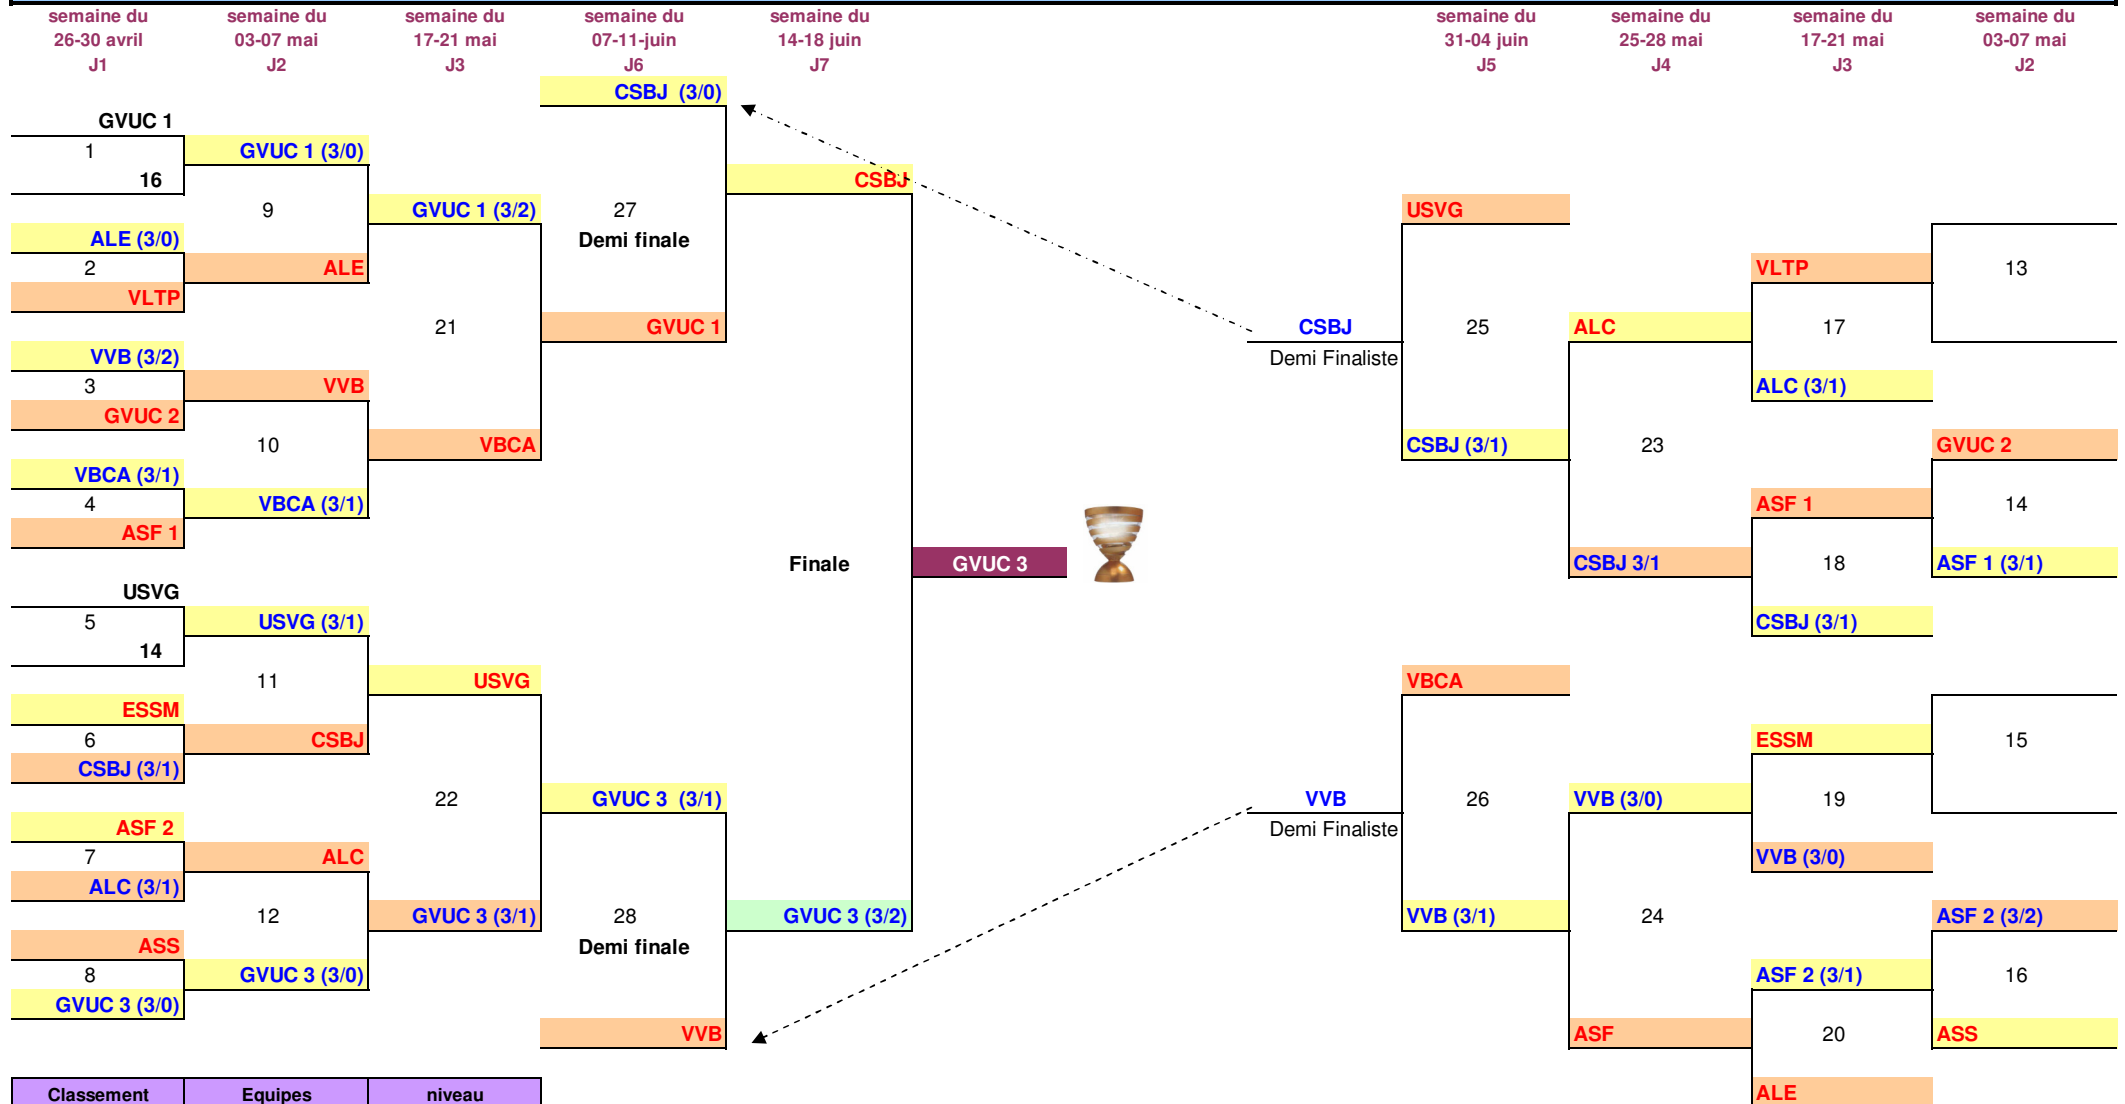 semaine du
26-30 avril
J1
semaine du
03-07 mai
J2
semaine du
17-21 mai
J3
semaine du
07-11-juin
J6
semaine du
14-18 juin
J7
semaine du
31-04 juin
J5
semaine du
25-28 mai
J4
semaine du
17-21 mai
J3
semaine du
03-07 mai
J2
GVUC 1
1
16
ALE (3/0)
2
VLTP
VVB (3/2)
3
GVUC 2
VBCA (3/1)
4
ASF 1
USVG
5
14
ESSM
6
CSBJ (3/1)
ASF 2
7
ALC (3/1)
ASS
8
GVUC 3 (3/0)
GVUC 1 (3/0)
9
ALE
VVB
10
VBCA (3/1)
USVG (3/1)
11
CSBJ
ALC
12
GVUC 3 (3/0)
GVUC 1 (3/2)
21
VBCA
USVG
22
GVUC 3 (3/1)
CSBJ (3/0)
27
Demi finale
GVUC 1
GVUC 3 (3/1)
28
Demi finale
VVB
CSBJ
Finale
GVUC 3 (3/2)
GVUC 3
CSBJ
Demi Finaliste
VVB
Demi Finaliste
USVG
25
CSBJ (3/1)
VBCA
26
VVB (3/1)
ALC
23
CSBJ 3/1
VVB (3/0)
24
ASF
VLTP
17
ALC (3/1)
ASF 1
18
CSBJ (3/1)
ESSM
19
VVB (3/0)
ASF 2 (3/1)
20
ALE
13
GVUC 2
14
ASF 1 (3/1)
15
ASF 2 (3/2)
16
ASS
Classement
Equipes
niveau